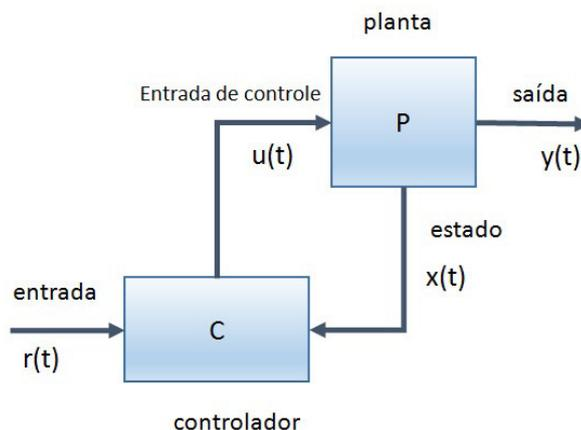 planta
Entrada de controle
u(t)
P
saída
y(t)
estado
x(t)
entrada
r(t)
C
controlador